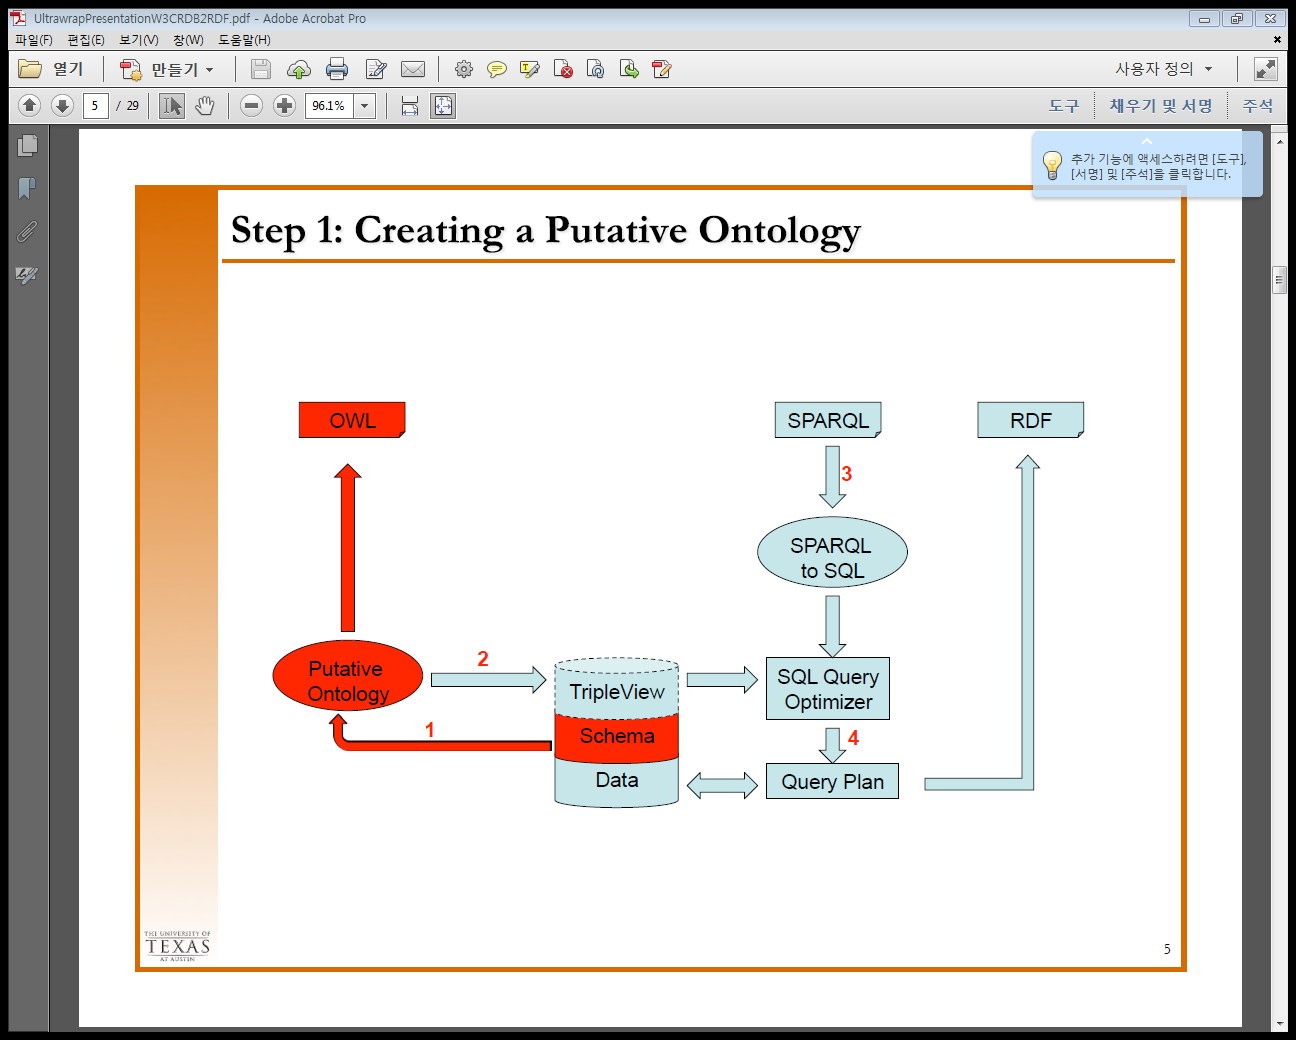 UltrawrapPresentationW3CRDB2RDF.pdf - Adobe Acrobat Pro
파일(F) 편집(E) 보기(V) 창(W) 도움말(H)
열기 만들기 사용자 정의
5 / 29 96.1% 도구 채우기 및 서명 주석
추가 기능에 액세스하려면 [도구],
[서명] 및 [주석]을 클릭합니다.
Step 1: Creating a Putative Ontology
OWL SPARQL RDF
3
SPARQL
to SQL
Putative
Ontology
2
TripleView
SQL Query
Optimizer
1
Schema
4
Data
Query Plan
THE UNIVERSITY OF
TEXAS
AT AUSTIN
5